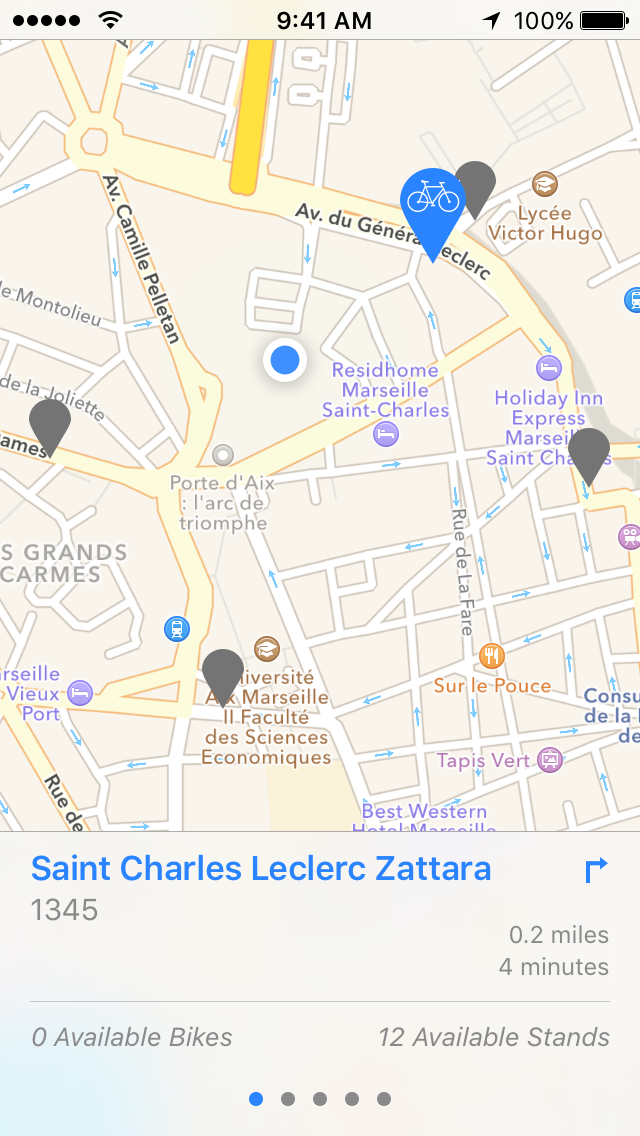 9:41 AM
100%
Av. Camille Pelletan
Av. du Général Leclerc
Lycée
Victor Hugo
de Montolieu
de la Joliette
ames
Residhome
Marseille
Saint-Charles
Holiday Inn
Express
Marseil
Saint Cha s
Porte d'Aix
: l'arc de
triomphe
S GRANDS
CARMES
Rue de La Fare
rseille
Vieux
Port
niversité
Aix Marseille
II Faculté
des Sciences
Economiques
Sur le Pouce
Consu
de la
de
Tapis Vert
Rue de
Best Western
Hotel Marseille
Saint Charles Leclerc Zattara
1345
0.2 miles
4 minutes
0 Available Bikes
12 Available Stands